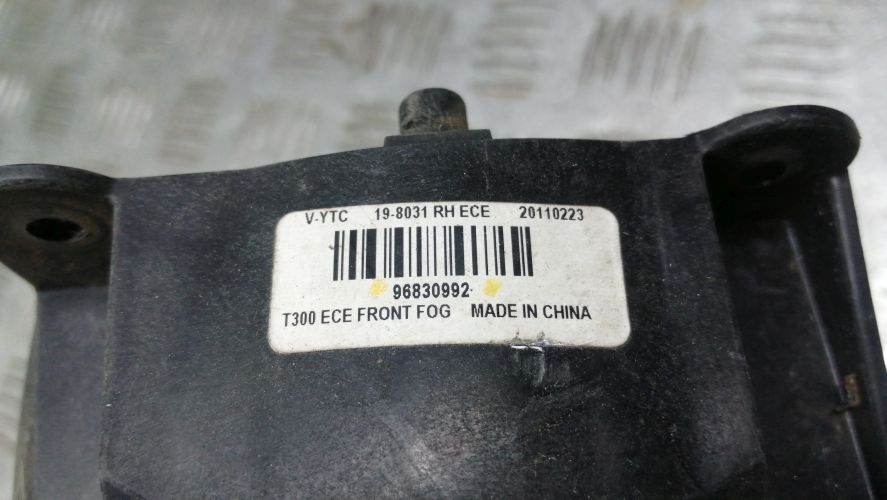 V-YTC 19-8031 RH ECE 20110223
96830992
T300 ECE FRONT FOG MADE IN CHINA